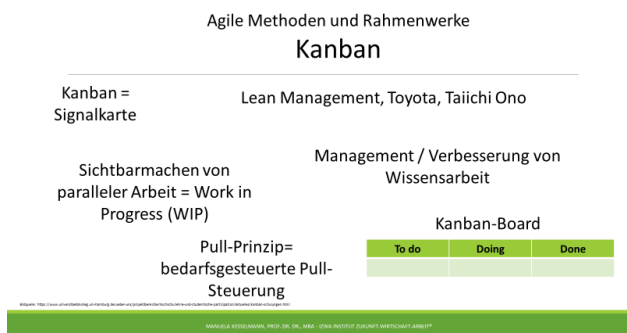 Agile Methoden und Rahmenwerke
Kanban
Kanban =
Signalkarte
Lean Management, Toyota, Taiichi Ono
Management / Verbesserung von
Wissensarbeit
Sichtbarmachen von
paralleler Arbeit = Work in
Progress (WIP)
Kanban-Board
To do Doing Done
Pull-Prinzip=
bedarfsgesteuerte Pull-
Steuerung
MANUELA KESSELMANN, PROF. DR. DR., MBA - IZWA INSTITUT ZUKUNFT.WIRTSCHAFT.ARBEIT®